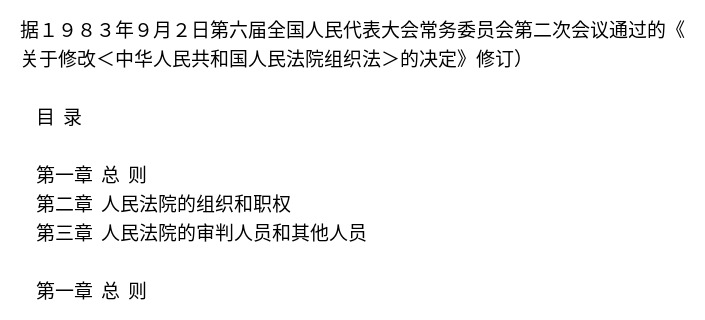 据１９８３年９月２日第六届全国人民代表大会常务委员会第二次会议通过的《
关于修改＜中华人民共和国人民法院组织法＞的决定》修订）
目 录
第一章 总 则
第二章 人民法院的组织和职权
第三章 人民法院的审判人员和其他人员
第一章 总 则